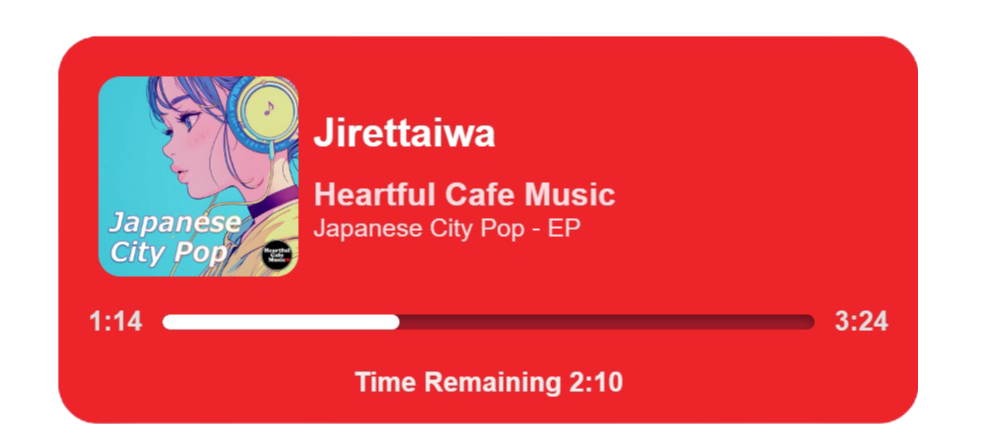 Jirettaiwa
Heartful Cafe Music
Japanese City Pop - EP
Japanese
City Pop
Heartful
Cafe
Music
1:14
3:24
Time Remaining 2:10